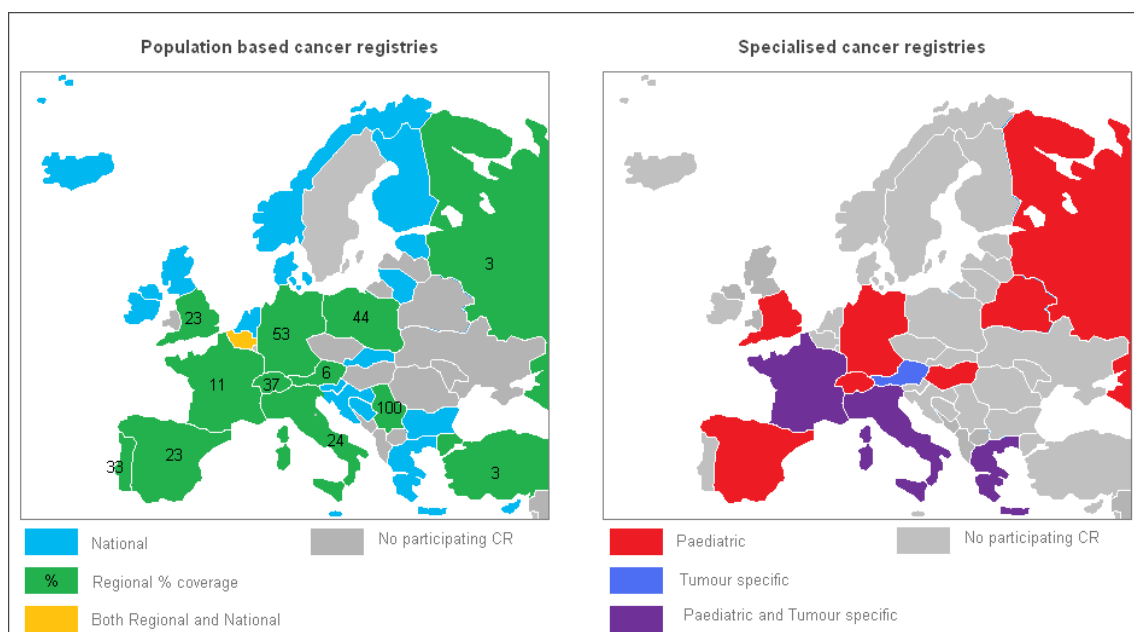 Population based cancer registries
Specialised cancer registries
3
23
44
53
6
37
11
100
24
23
33
3
National
No participating CR
% Regional % coverage
Both Regional and National
Paediatric
No participating CR
Tumour specific
Paediatric and Tumour specific